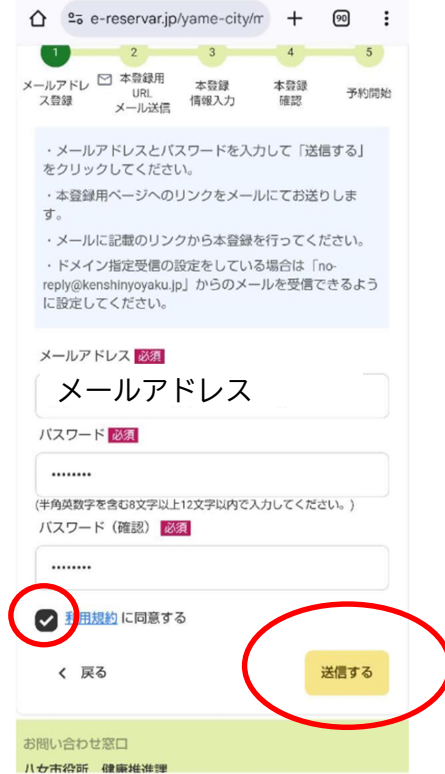 e-reservar.jp/yame-city/m
90
1 2 3 4 5
メールアドレス登録
本登録用URLメール送信
本登録情報入力
本登録確認
予約開始
・メールアドレスとパスワードを入力して「送信する」
をクリックしてください。
・本登録用ページへのリンクをメールにてお送りしま
す。
・メールに記載のリンクから本登録を行ってください。
・ドメイン指定受信の設定をしている場合は「no-
reply@kenshinyoyaku.jp」からのメールを受信できるよう
に設定してください。
メールアドレス 必須
メールアドレス
パスワード 必須
••••••••
(半角英数字を含む8文字以上12文字以内で入力してください。)
パスワード（確認） 必須
••••••••
利用規約 に同意する
戻る
送信する
お問い合わせ窓口
八女市役所 健康推進課